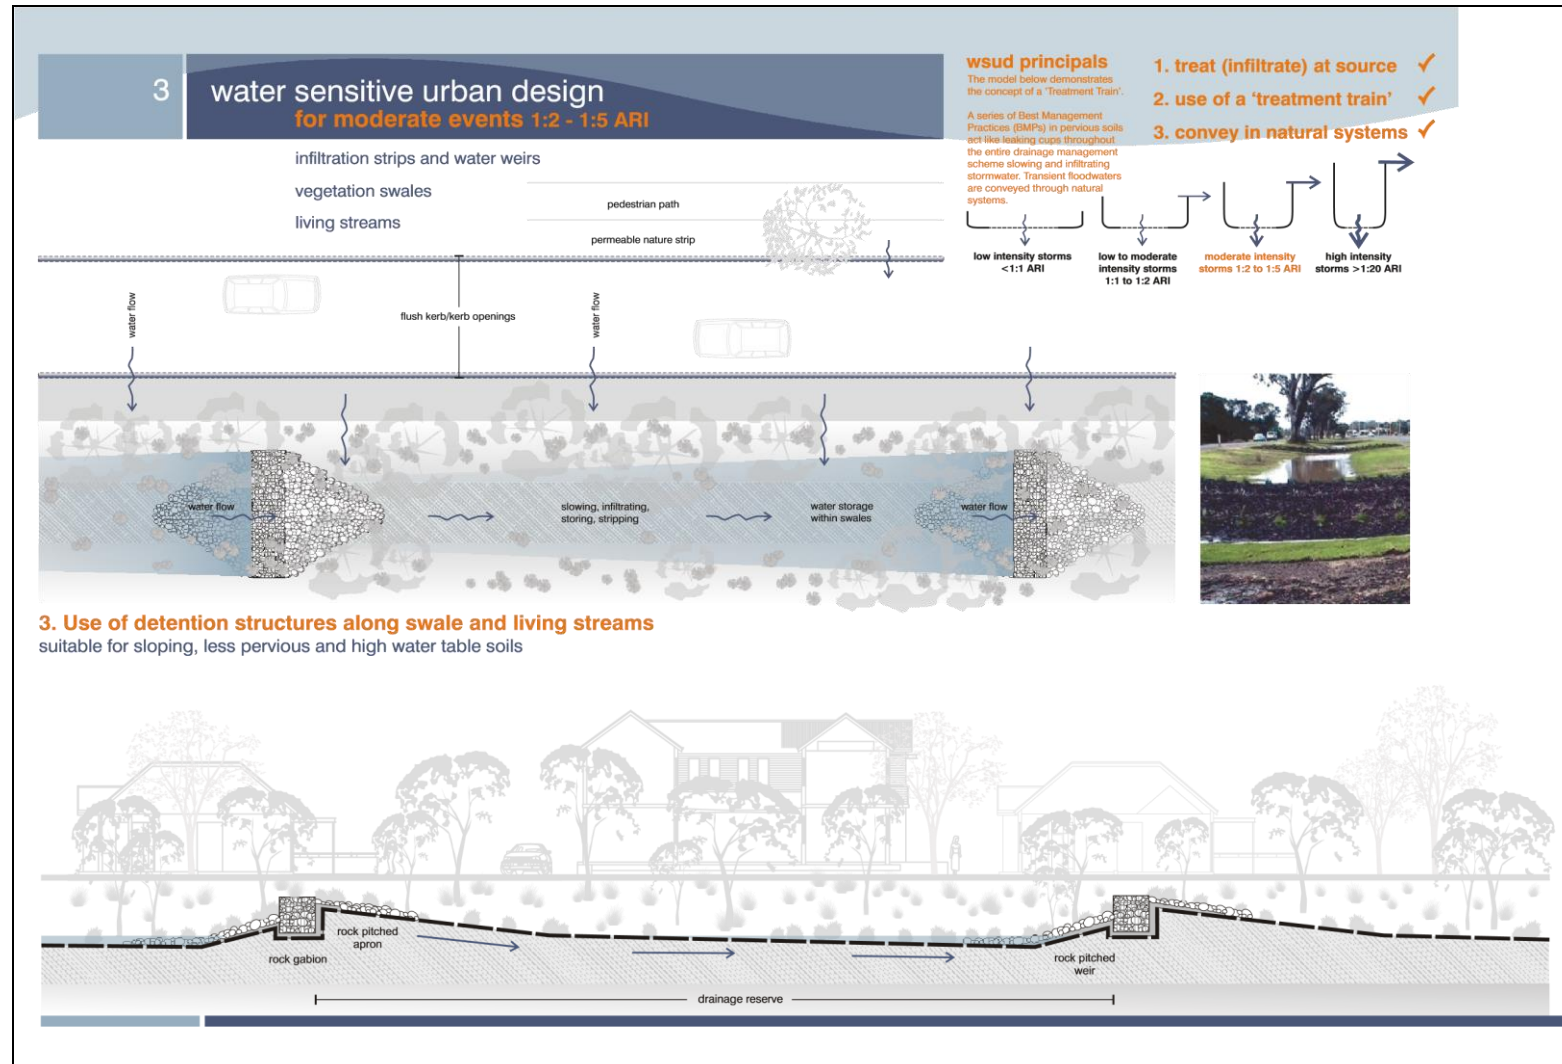 3
water sensitive urban design
for moderate events 1:2 - 1:5 ARI
infiltration strips and water weirs
vegetation swales
living streams
wsud principals
The model below demonstrates
the concept of a 'Treatment Train'.
A series of Best Management
Practices (BMPs) in pervious soils
act like leaking cups throughout
the entire drainage management
scheme slowing and infiltrating
stormwater. Transient floodwaters
are conveyed through natural
systems.
1. treat (infiltrate) at source ✓
2. use of a 'treatment train' ✓
3. convey in natural systems ✓
low intensity storms
<1:1 ARI
low to moderate
intensity storms
1:1 to 1:2 ARI
moderate intensity
storms 1:2 to 1:5 ARI
high intensity
storms >1:20 ARI
pedestrian path
permeable nature strip
water flow
flush kerb/kerb openings
water flow
water flow
slowing, infiltrating,
storing, stripping
water storage
within swales
water flow
3. Use of detention structures along swale and living streams
suitable for sloping, less pervious and high water table soils
rock gabion
rock pitched
apron
rock pitched
weir
drainage reserve